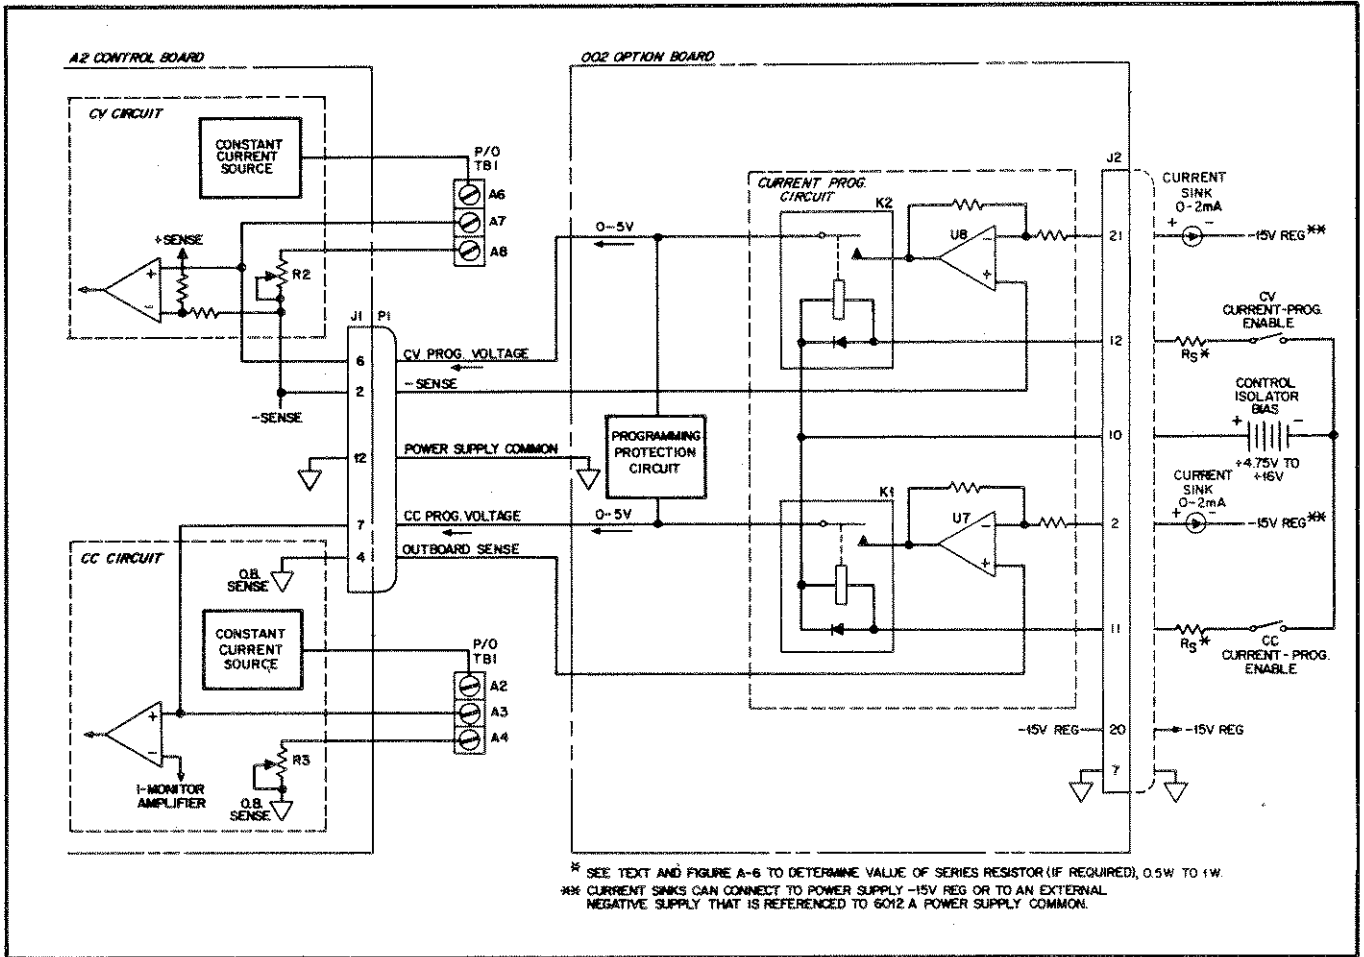 A2 CONTROL BOARD
002 OPTION BOARD
CV CIRCUIT
CONSTANT
CURRENT
SOURCE
P/O
TB1
A6
A7
A8
+SENSE
R2
+
−
J1 P1
6
2
12
7
4
CV PROG. VOLTAGE
−SENSE
−SENSE
POWER SUPPLY COMMON
CC PROG. VOLTAGE
OUTBOARD SENSE
0-5V
0-5V
PROGRAMMING
PROTECTION
CIRCUIT
CURRENT PROG.
CIRCUIT
K2
U8
−
+
K1
U7
−
+
J2
21
12
10
2
11
20
7
CURRENT
SINK
0-2mA
+ −
-15V REG**
CV
CURRENT-PROG.
ENABLE
RS*
CONTROL
ISOLATOR
BIAS
+ −
+4.75V TO
+16V
CURRENT
SINK
0-2mA
+ −
-15V REG**
RS*
CC
CURRENT-PROG.
ENABLE
-15V REG
-15V REG
CC CIRCUIT
O.B.
SENSE
CONSTANT
CURRENT
SOURCE
P/O
TB1
A2
A3
A4
+
−
R3
I-MONITOR
AMPLIFIER
O.B.
SENSE
* SEE TEXT AND FIGURE A-6 TO DETERMINE VALUE OF SERIES RESISTOR (IF REQUIRED), 0.5W TO 1W.
** CURRENT SINKS CAN CONNECT TO POWER SUPPLY -15V REG OR TO AN EXTERNAL
NEGATIVE SUPPLY THAT IS REFERENCED TO 6012 A POWER SUPPLY COMMON.